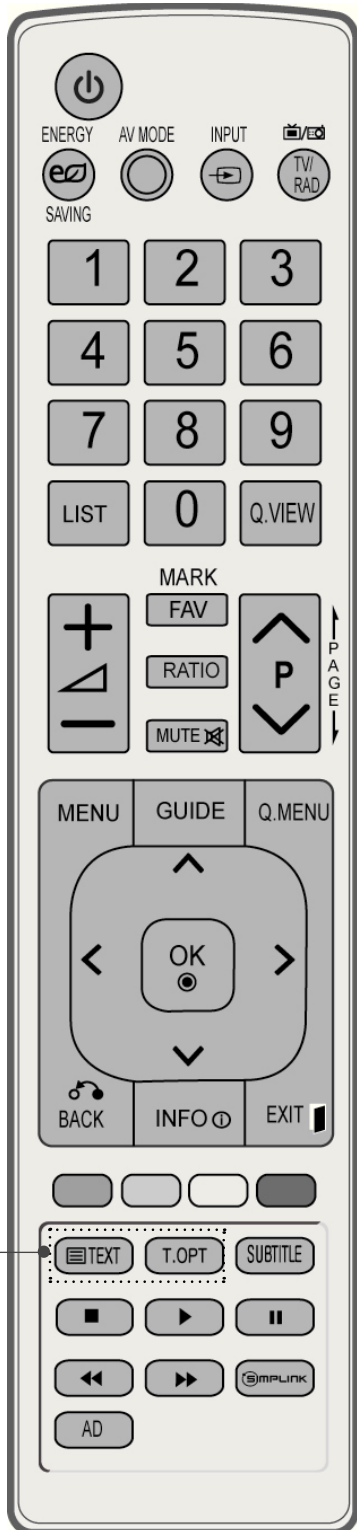 ENERGY AV MODE INPUT
TV/
RAD
SAVING
1 2 3
4 5 6
7 8 9
LIST 0 Q.VIEW
MARK
FAV
RATIO
P
PAGE
MUTE
MENU GUIDE Q.MENU
OK
BACK INFO EXIT
TEXT T.OPT SUBTITLE
SIMPLINK
AD